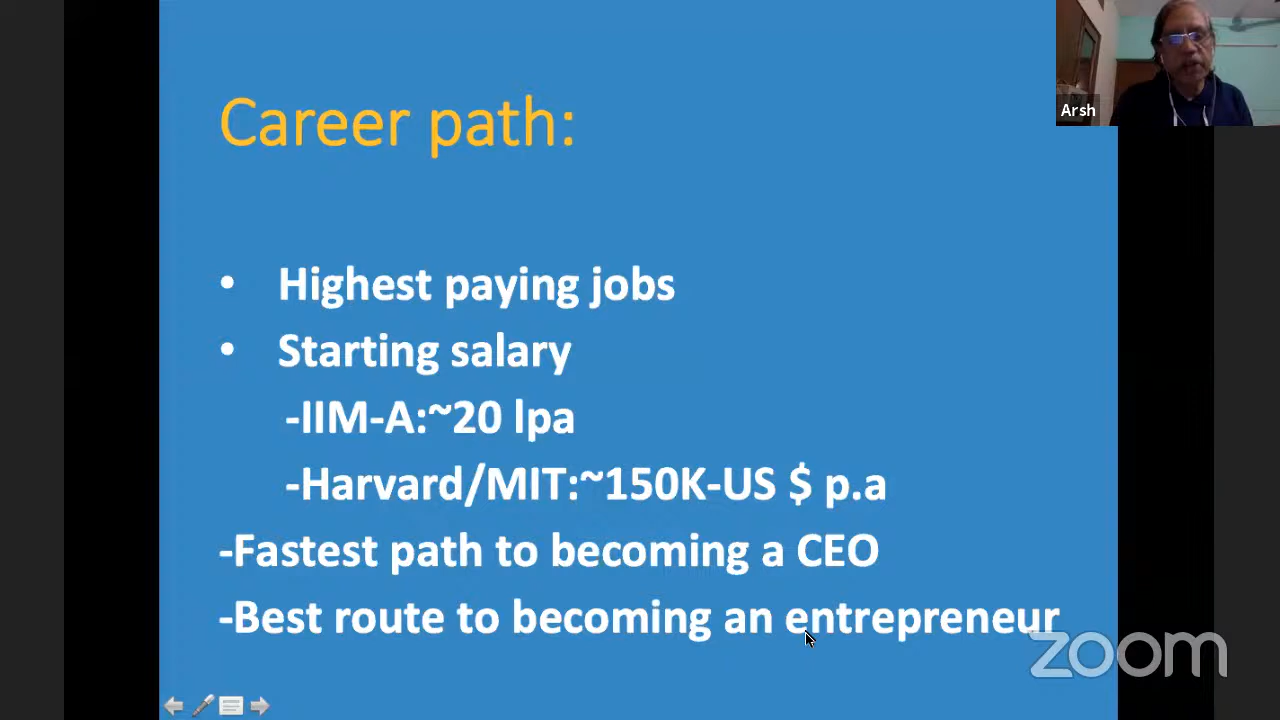 Arsh
Career path:
• Highest paying jobs
• Starting salary
-IIM-A:~20 lpa
-Harvard/MIT:~150K-US $ p.a
-Fastest path to becoming a CEO
-Best route to becoming an entrepreneur
zoom